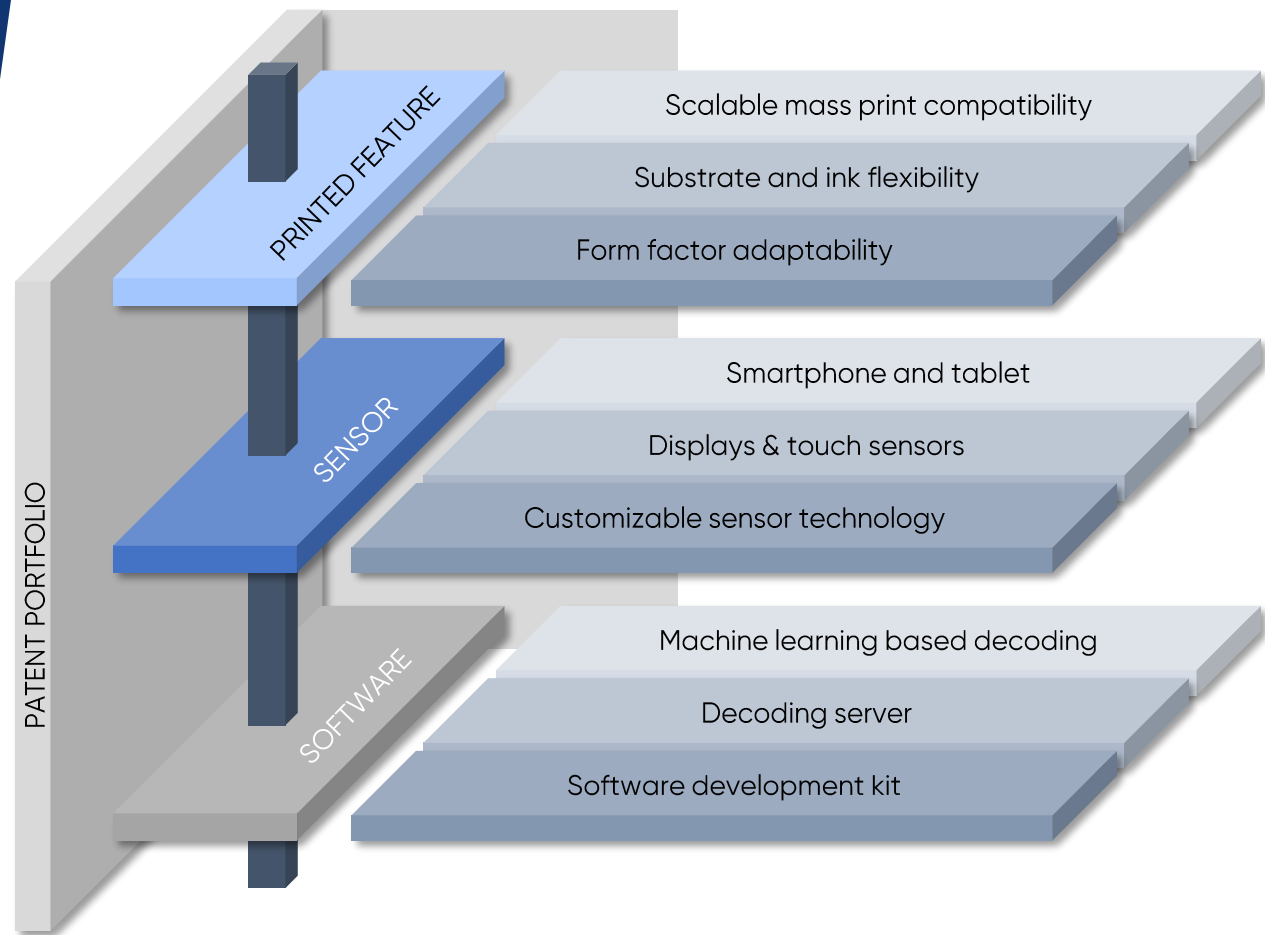 PATENT PORTFOLIO
PRINTED FEATURE
Scalable mass print compatibility
Substrate and ink flexibility
Form factor adaptability
SENSOR
Smartphone and tablet
Displays & touch sensors
Customizable sensor technology
SOFTWARE
Machine learning based decoding
Decoding server
Software development kit